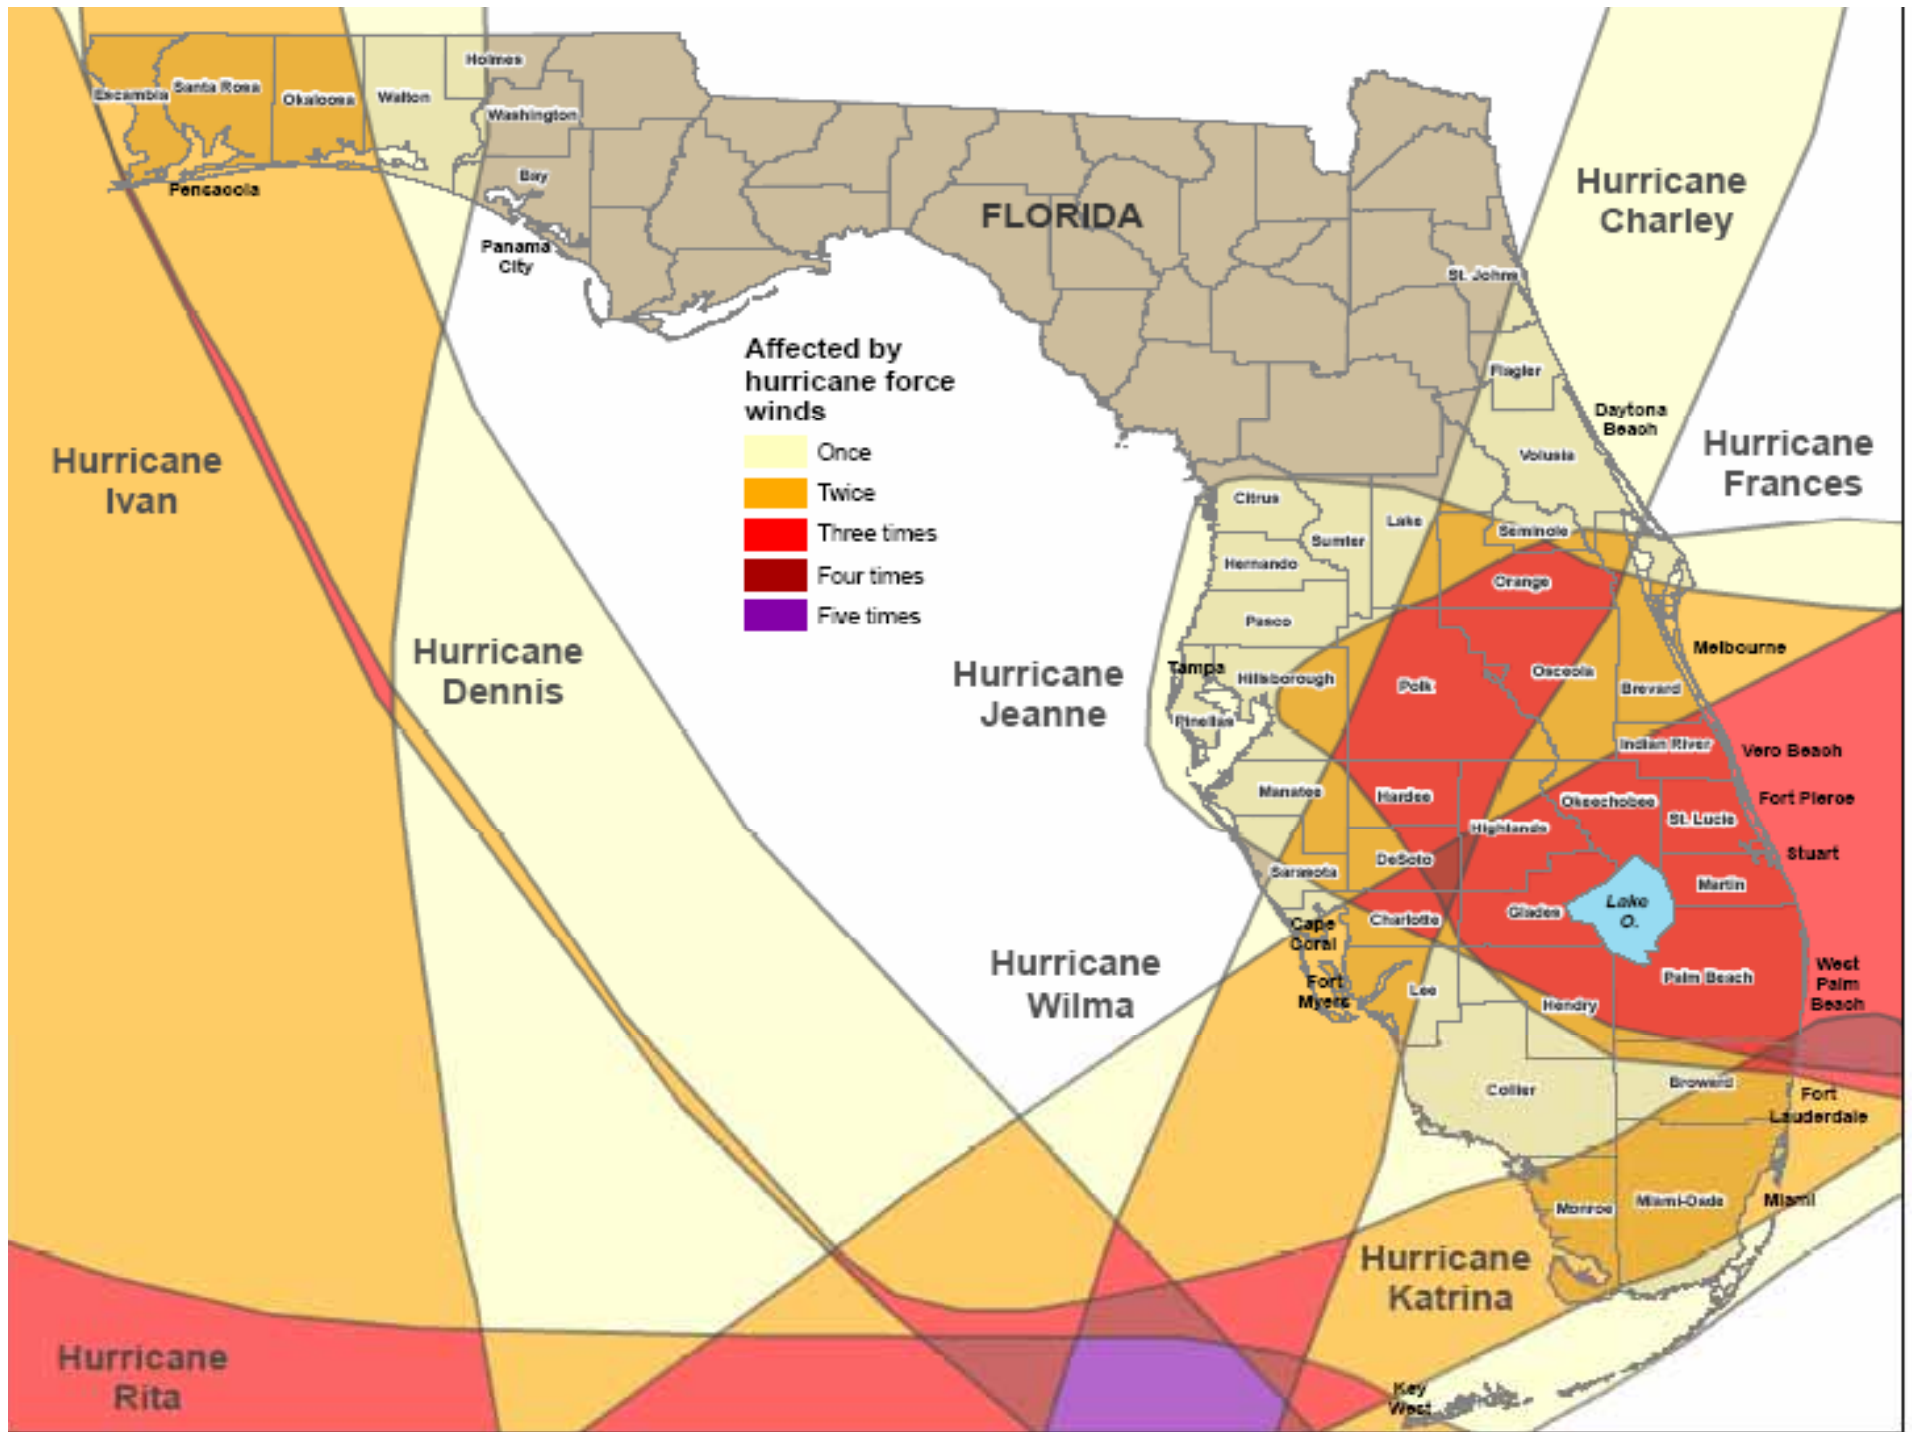 Holmes
Escambia
Santa Rosa
Okaloosa
Walton
Washington
Bay
Pensacola
Panama
City
FLORIDA
Hurricane
Charley
St. Johns
Affected by
hurricane force
winds
Once
Twice
Three times
Four times
Five times
Flagler
Daytona
Beach
Volusia
Hurricane
Ivan
Hurricane
Frances
Citrus
Lake
Sumter
Seminole
Hernando
Orange
Pasco
Hurricane
Dennis
Hurricane
Jeanne
Tampa
Hillsborough
Polk
Osceola
Brevard
Melbourne
Pinellas
Indian River
Vero Beach
Manatee
Hardee
Okeechobee
Fort Pierce
St. Lucie
Highlands
Stuart
DeSoto
Sarasota
Martin
Lake
O.
Charlotte
Glades
Cape
Coral
Hurricane
Wilma
Fort
Myers
Lee
Hendry
Palm Beach
West
Palm
Beach
Collier
Broward
Fort
Lauderdale
Monroe
Miami-Dade
Miami
Hurricane
Katrina
Hurricane
Rita
Key
West